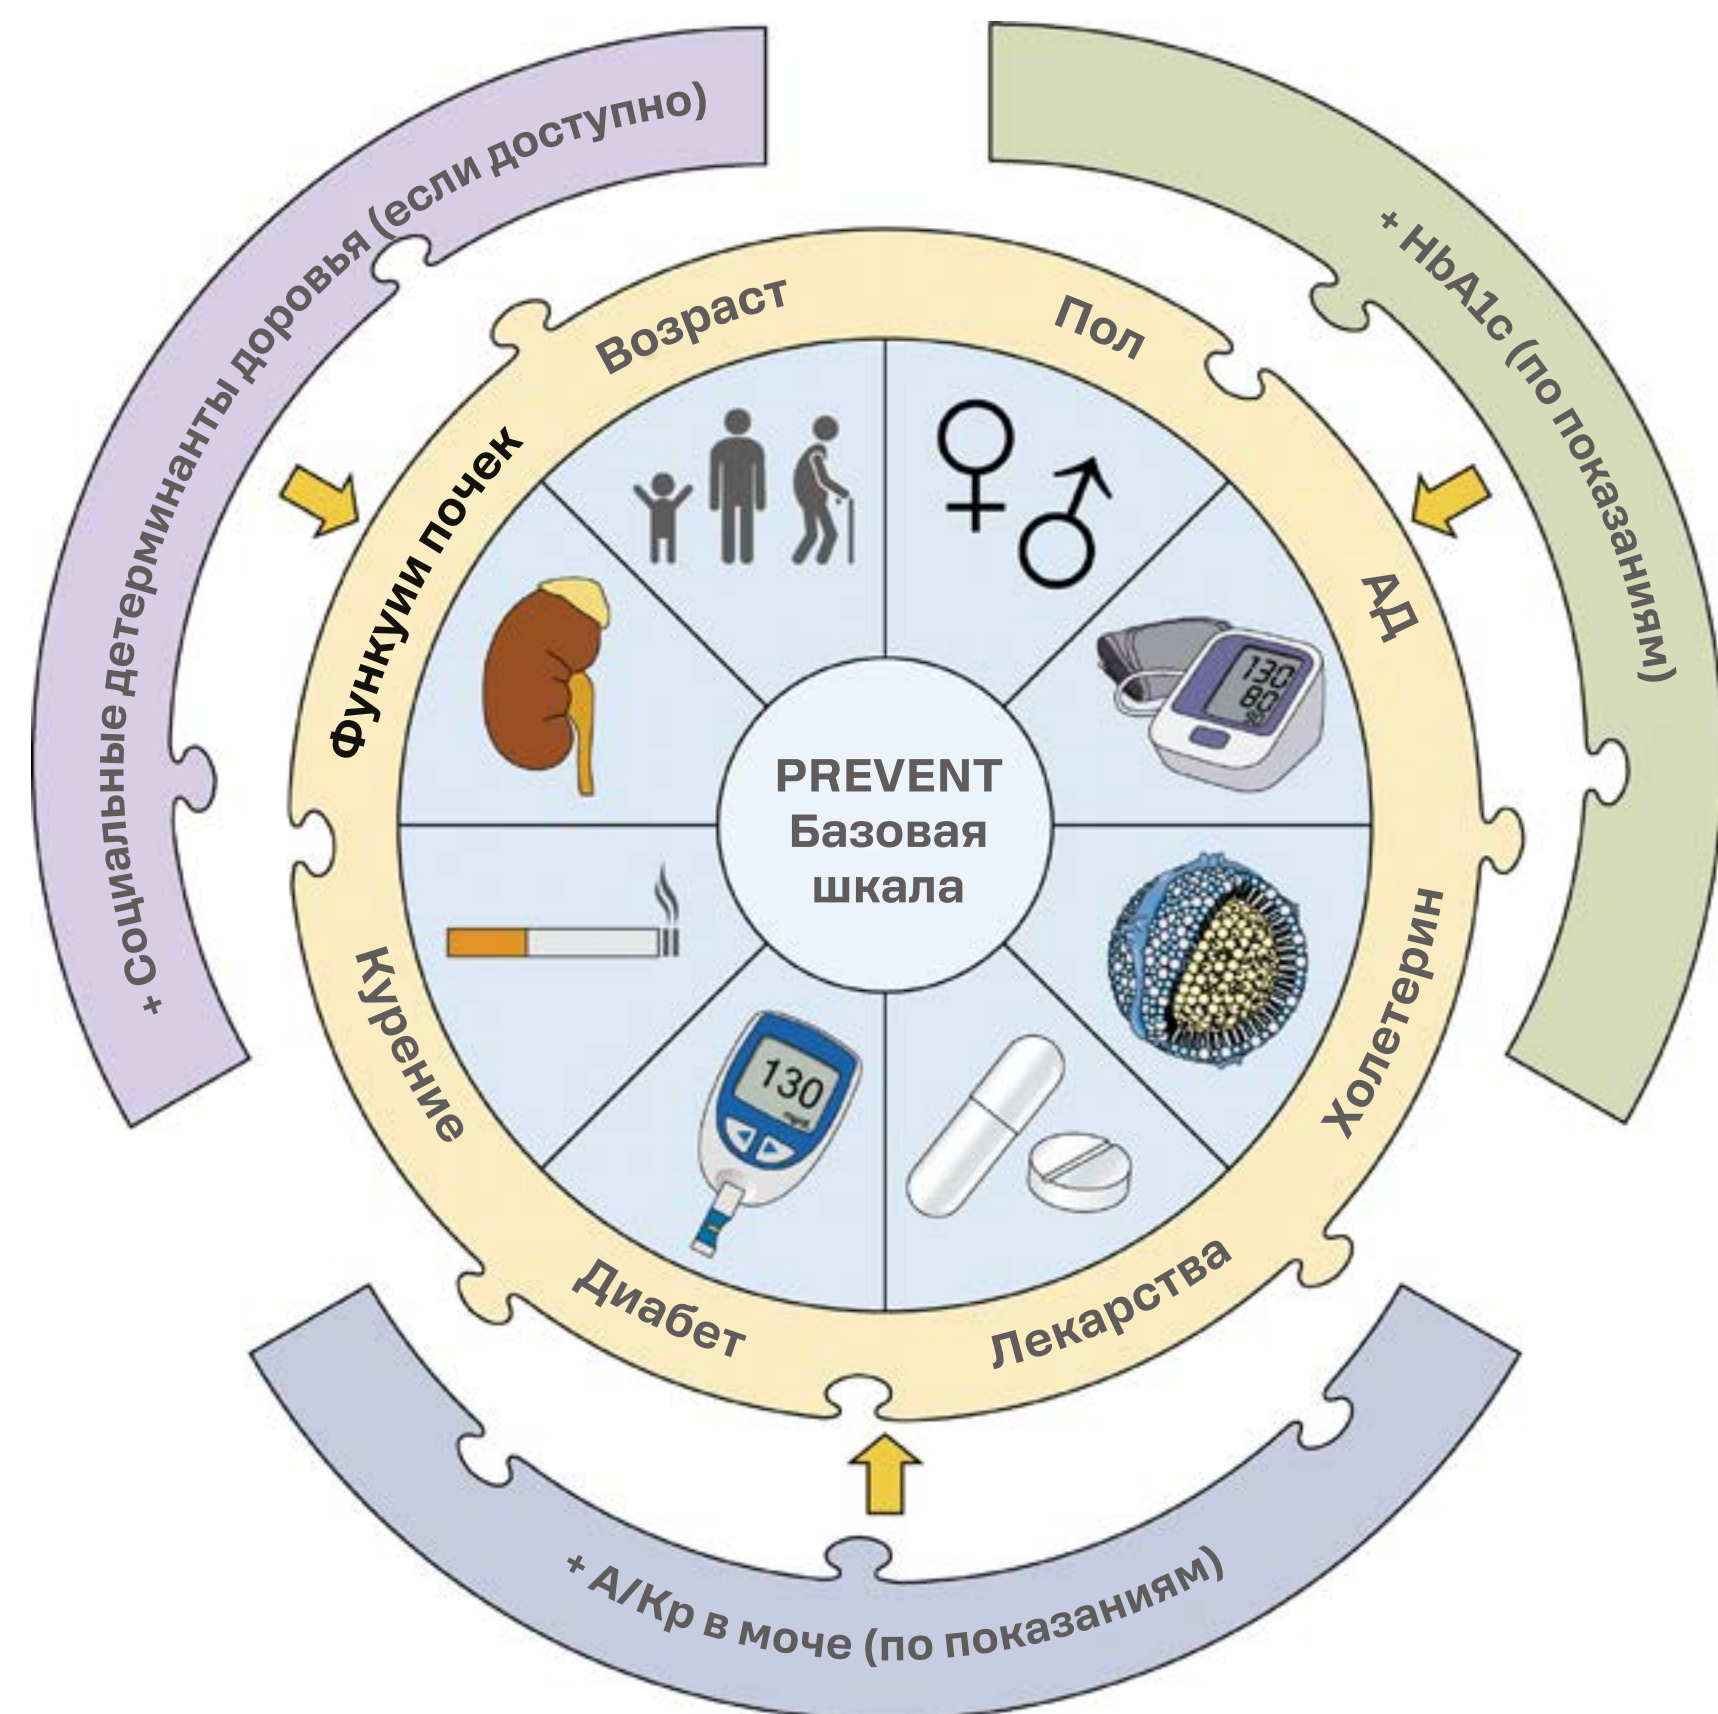 + Социальные детерминанты доровья (если доступно)
+ HbA1c (по показаниям)
Возраст
Пол
Функуии почек
АД
130
80
PREVENT
Базовая
шкала
Курение
Холетерин
130
Диабет
Лекарства
+ А/Кр в моче (по показаниям)